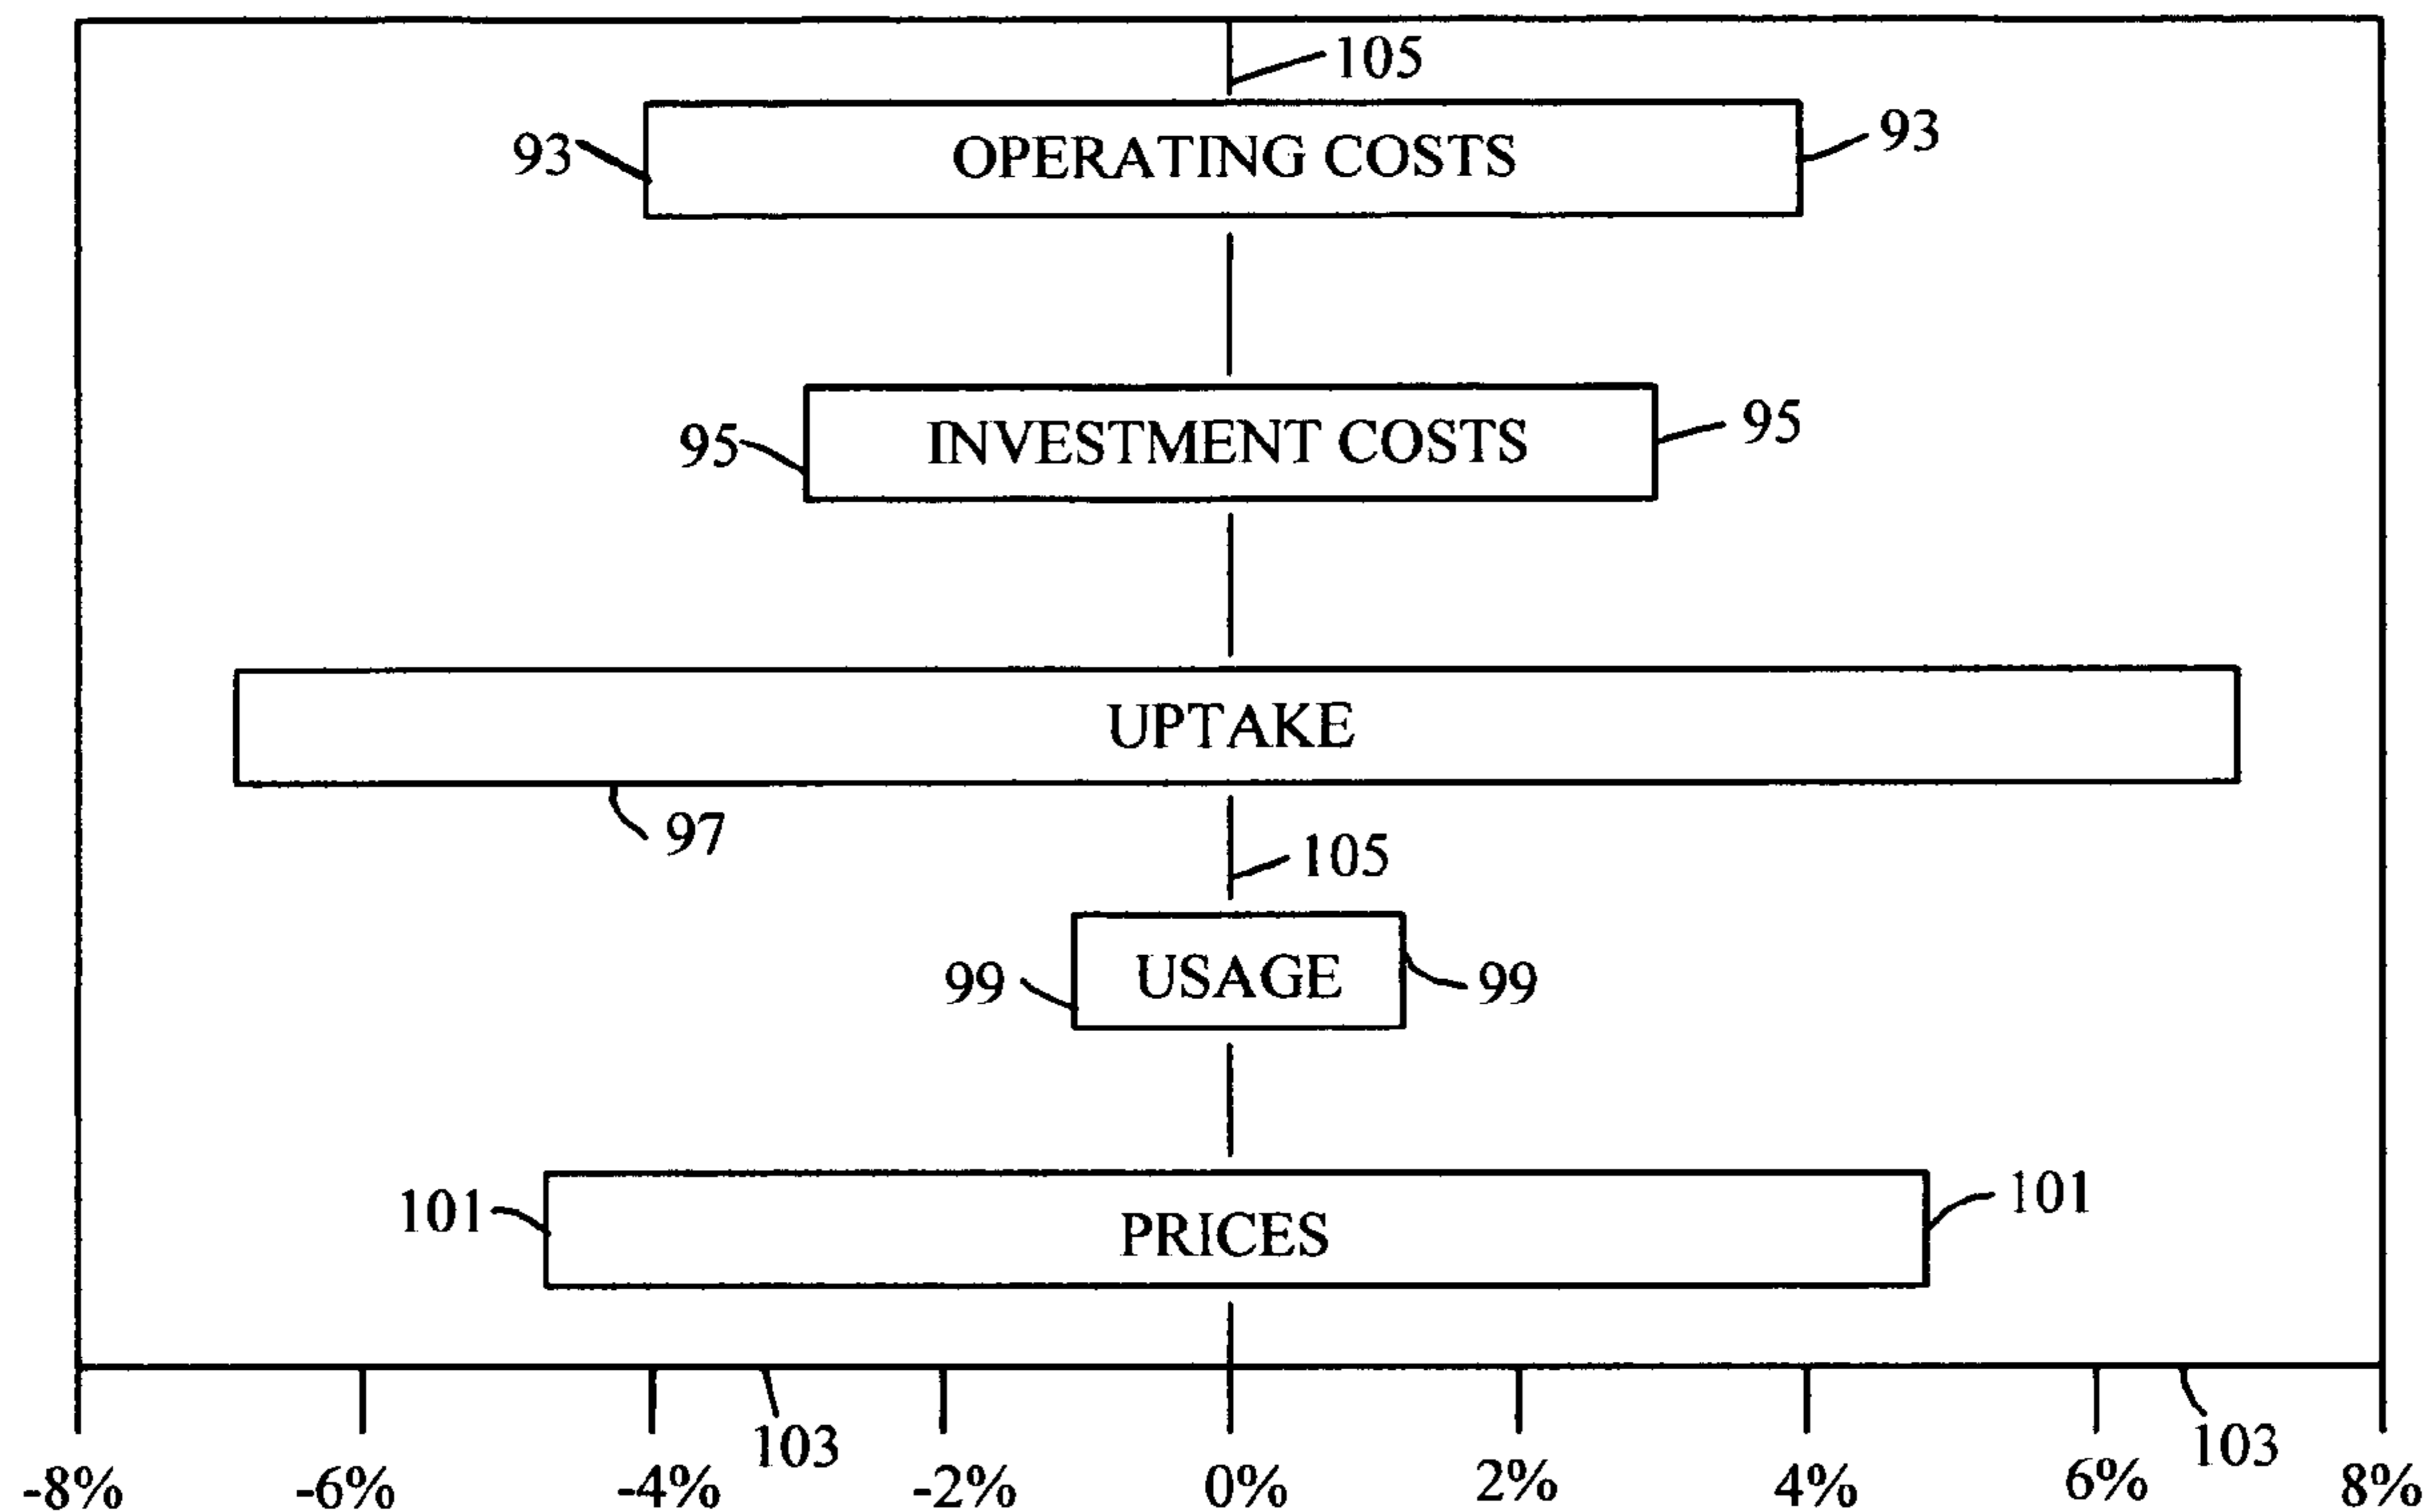 105
93 OPERATING COSTS 93
95 INVESTMENT COSTS 95
UPTAKE
97
105
99 USAGE 99
101 PRICES 101
103 103
-8% -6% -4% -2% 0% 2% 4% 6% 8%